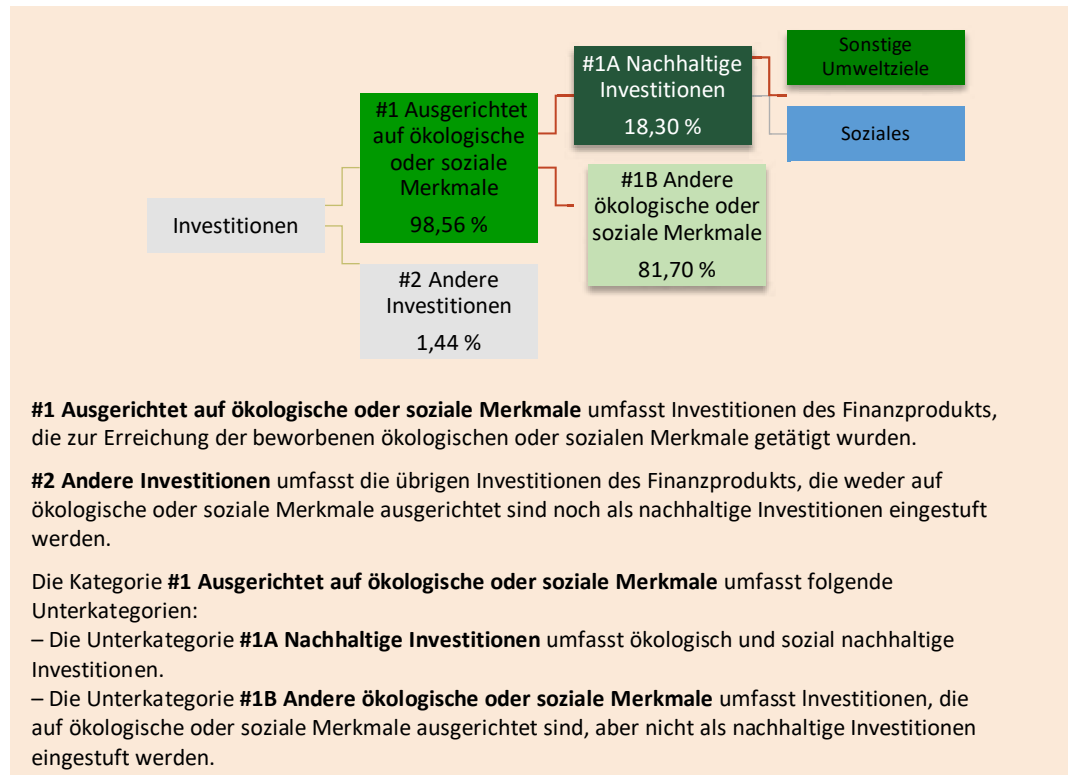 Sonstige
Umweltziele
#1A Nachhaltige
Investitionen
18,30 %
#1 Ausgerichtet
auf ökologische
oder soziale
Merkmale
98,56 %
Soziales
#1B Andere
ökologische oder
soziale Merkmale
81,70 %
Investitionen
#2 Andere
Investitionen
1,44 %
#1 Ausgerichtet auf ökologische oder soziale Merkmale umfasst Investitionen des Finanzprodukts,
die zur Erreichung der beworbenen ökologischen oder sozialen Merkmale getätigt wurden.
#2 Andere Investitionen umfasst die übrigen Investitionen des Finanzprodukts, die weder auf
ökologische oder soziale Merkmale ausgerichtet sind noch als nachhaltige Investitionen eingestuft
werden.
Die Kategorie #1 Ausgerichtet auf ökologische oder soziale Merkmale umfasst folgende
Unterkategorien:
– Die Unterkategorie #1A Nachhaltige Investitionen umfasst ökologisch und sozial nachhaltige
Investitionen.
– Die Unterkategorie #1B Andere ökologische oder soziale Merkmale umfasst Investitionen, die
auf ökologische oder soziale Merkmale ausgerichtet sind, aber nicht als nachhaltige Investitionen
eingestuft werden.